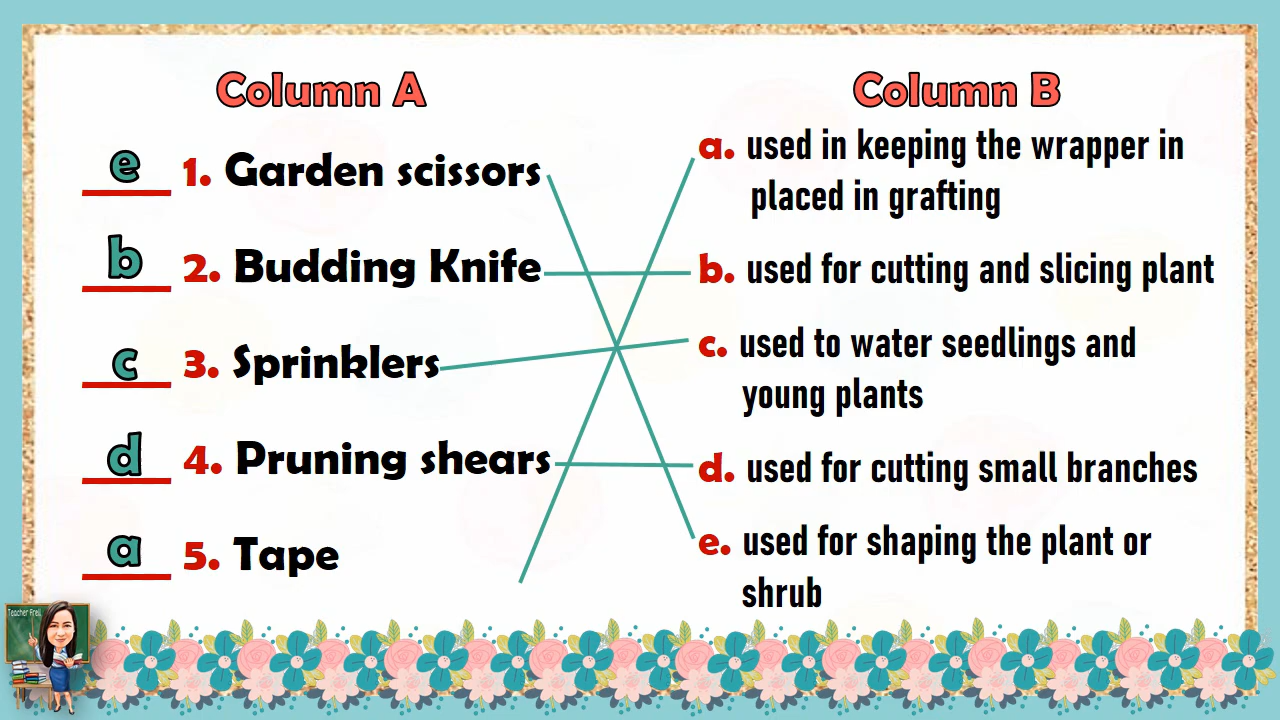 Column A
e 1. Garden scissors
b 2. Budding Knife
c 3. Sprinklers
d 4. Pruning shears
a 5. Tape
Column B
a. used in keeping the wrapper in
placed in grafting
b. used for cutting and slicing plant
c. used to water seedlings and
young plants
d. used for cutting small branches
e. used for shaping the plant or
shrub
Teacher Frell